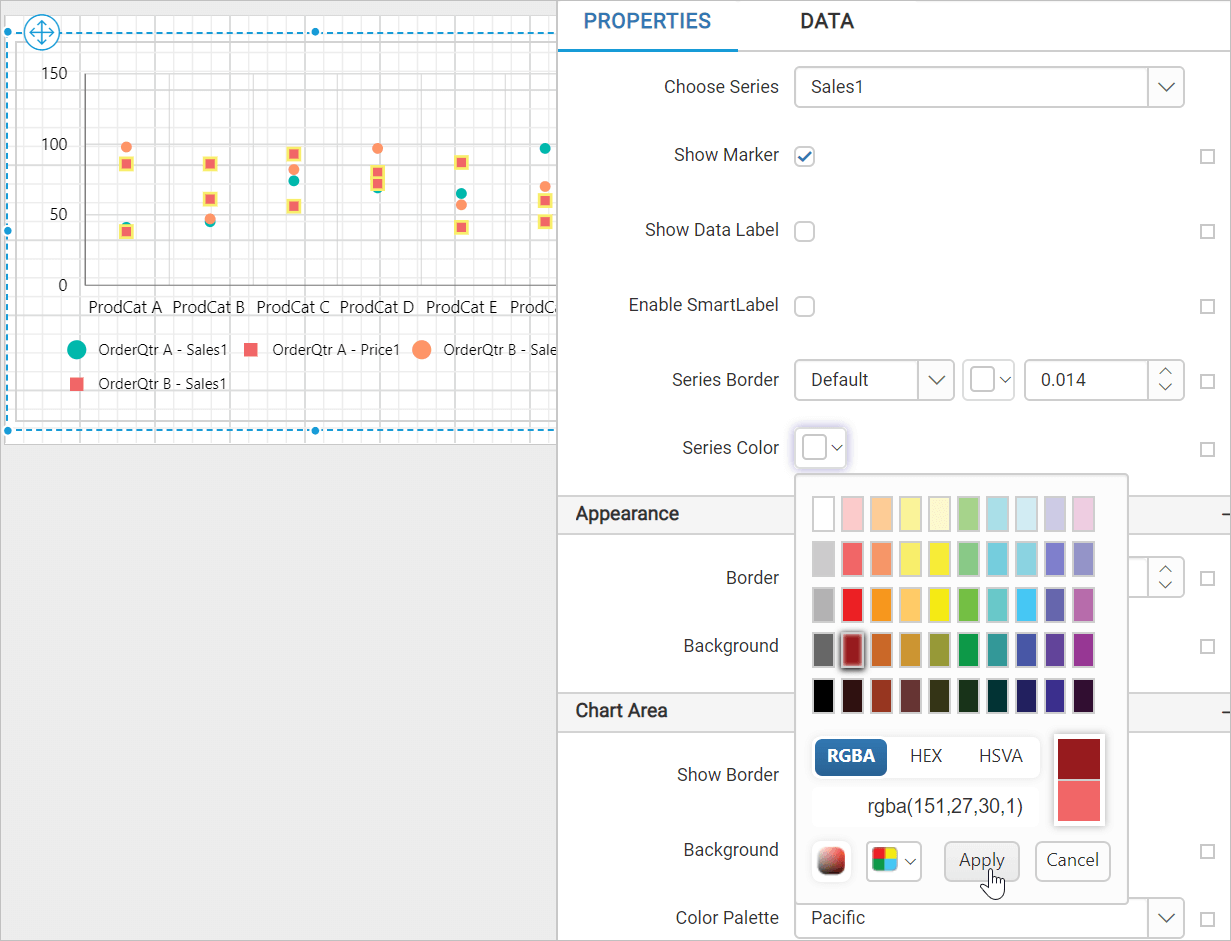 PROPERTIES
DATA
Choose Series
Sales1
Show Marker
Show Data Label
Enable SmartLabel
Series Border
Default
0.014
Series Color
Appearance
Border
Background
Chart Area
Show Border
Background
Color Palette
Pacific
RGBA
HEX
HSVA
rgba(151,27,30,1)
Apply
Cancel
150
100
50
0
ProdCat A
ProdCat B
ProdCat C
ProdCat D
ProdCat E
ProdC
OrderQtr A - Sales1
OrderQtr A - Price1
OrderQtr B - Sale
OrderQtr B - Sales1